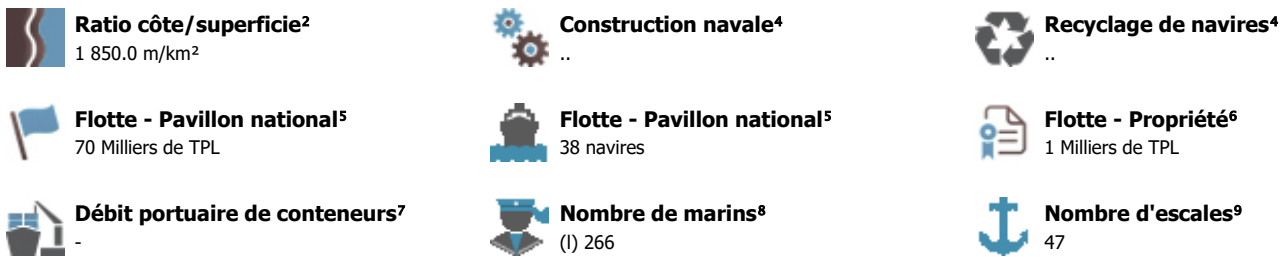 Ratio côte/superficie²
1 850.0 m/km²
Construction navale⁴
..
Recyclage de navires⁴
..
Flotte - Pavillon national⁵
70 Milliers de TPL
Flotte - Pavillon national⁵
38 navires
Flotte - Propriété⁶
1 Milliers de TPL
Débit portuaire de conteneurs⁷
-
Nombre de marins⁸
(l) 266
Nombre d'escales⁹
47